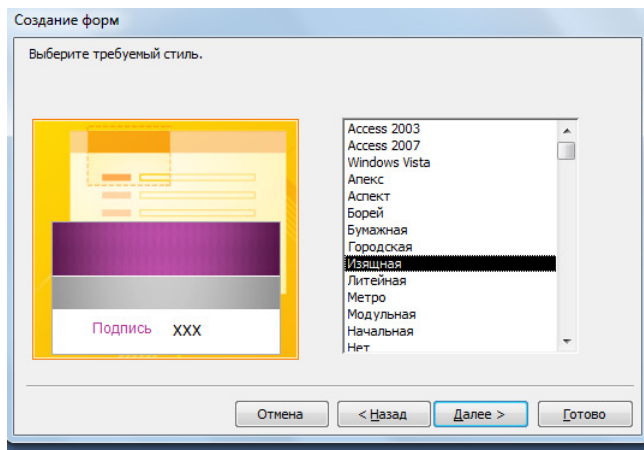 Создание форм
Выберите требуемый стиль.
Подпись XXX
Access 2003
Access 2007
Windows Vista
Апекс
Аспект
Борей
Бумажная
Городская
Изящная
Литейная
Метро
Модульная
Начальная
Нет
Отмена
< Назад
Далее >
Готово